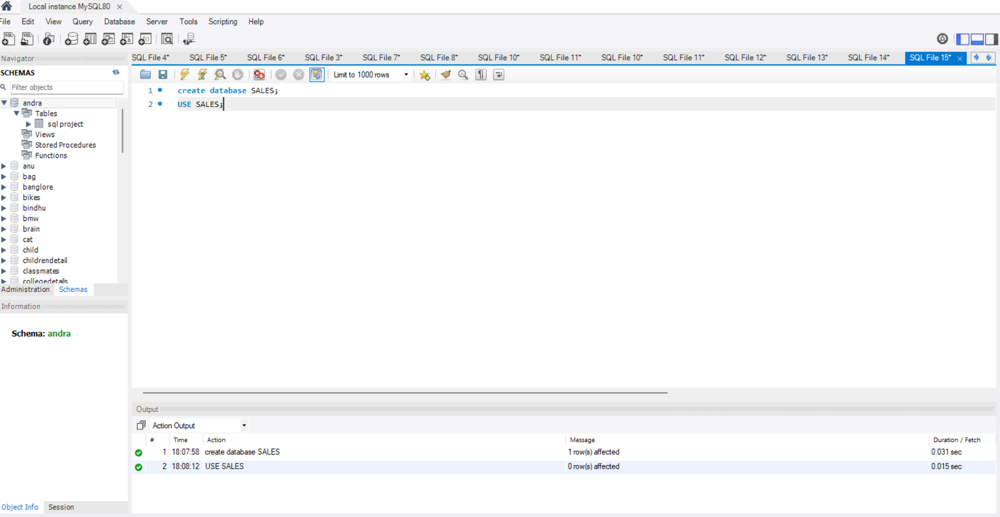 Local instance MySQL80
File Edit View Query Database Server Tools Scripting Help
Navigator
SCHEMAS
Filter objects
andra
Tables
sql project
Views
Stored Procedures
Functions
anu
bag
banglore
bikes
bindhu
bmw
brain
cat
child
childrendetail
classmates
collegedetails
Administration Schemas
Information
Schema: andra
Object Info Session
SQL File 4* SQL File 5* SQL File 6* SQL File 3* SQL File 7* SQL File 8* SQL File 10* SQL File 11* SQL File 10* SQL File 11* SQL File 12* SQL File 13* SQL File 14* SQL File 15*
Limit to 1000 rows
1 create database SALES;
2 USE SALES;
Output
Action Output
# Time Action Message Duration / Fetch
1 18:07:58 create database SALES 1 row(s) affected 0.031 sec
2 18:08:12 USE SALES 0 row(s) affected 0.015 sec